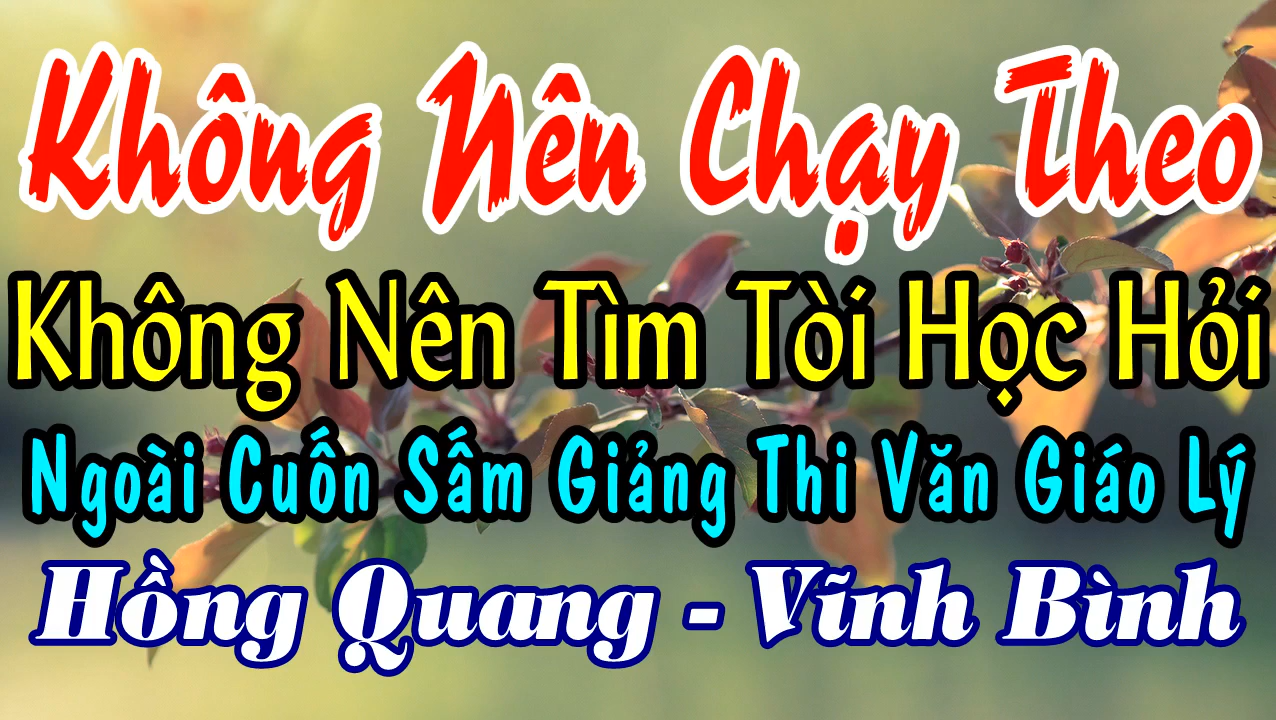 Không Nên Chạy Theo
Không Nên Tìm Tòi Học Hỏi
Ngoài Cuốn Sấm Giảng Thi Văn Giáo Lý
Hồng Quang - Vĩnh Bình